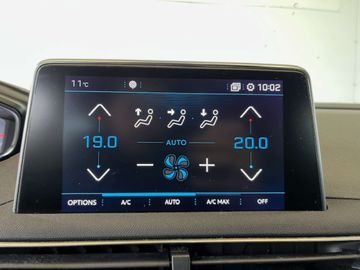 11°C 10:02
19.0 AUTO 20.0
OPTIONS A/C AUTO A/C MAX OFF